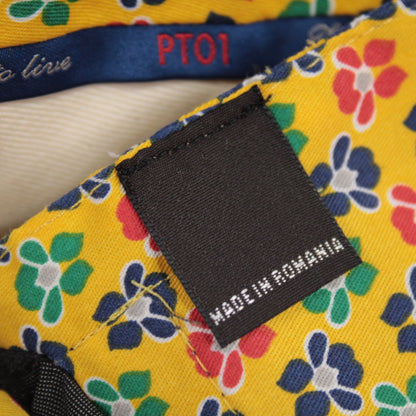 to live
PT01
MADE IN ROMANIA